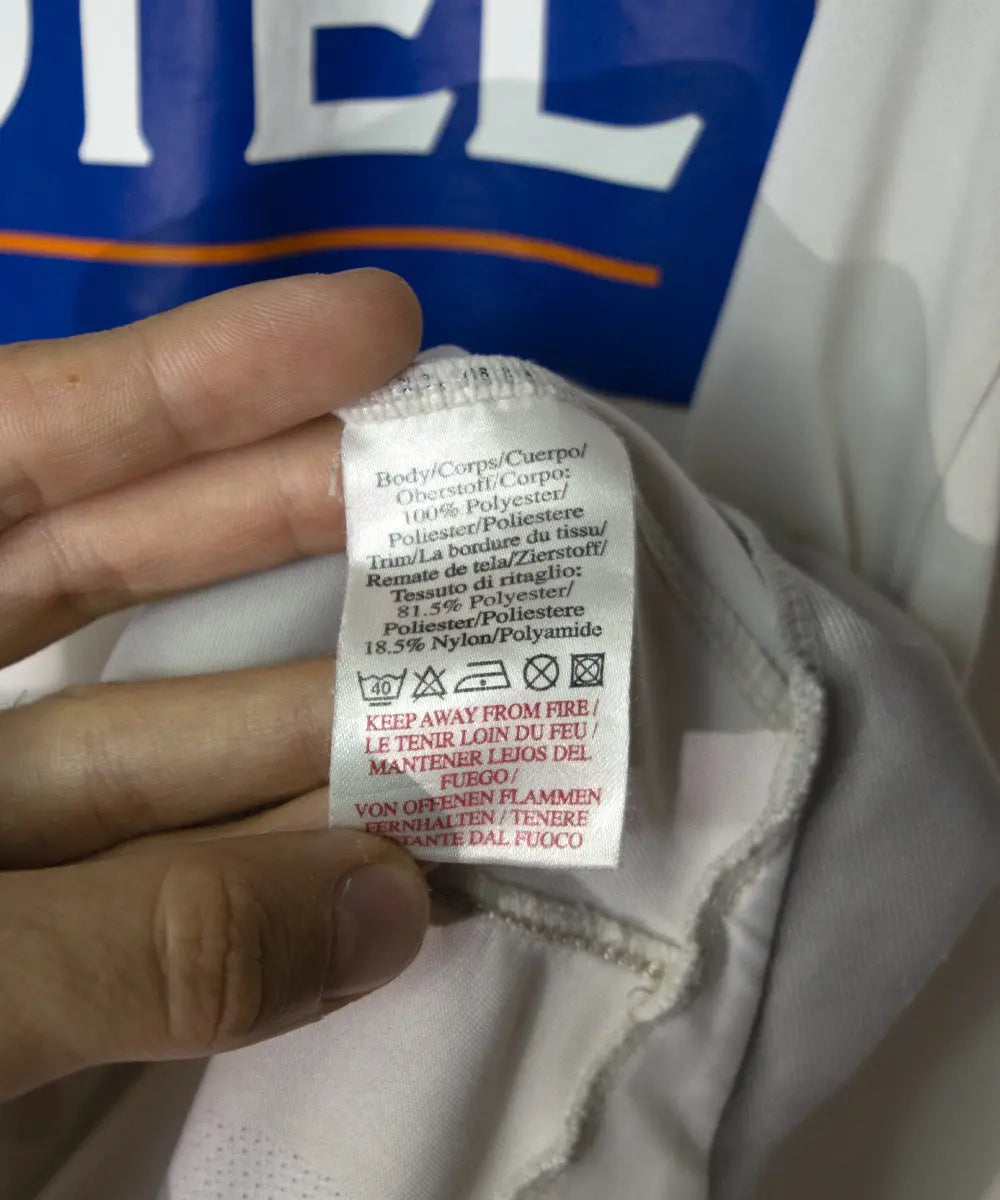 TEL
Body/Corps/Cuerpo/
Oberstoff/Corpo:
100% Polyester/
Poliester/Poliestere
Trim/La bordure du tissu/
Remate de tela/Zierstoff/
Tessuto di ritaglio:
81.5% Polyester/
Poliester/Poliestere
18.5% Nylon/Polyamide
40
KEEP AWAY FROM FIRE /
LE TENIR LOIN DU FEU /
MANTENER LEJOS DEL
FUEGO /
VON OFFENEN FLAMMEN
FERNHALTEN / TENERE
TANTE DAL FUOCO